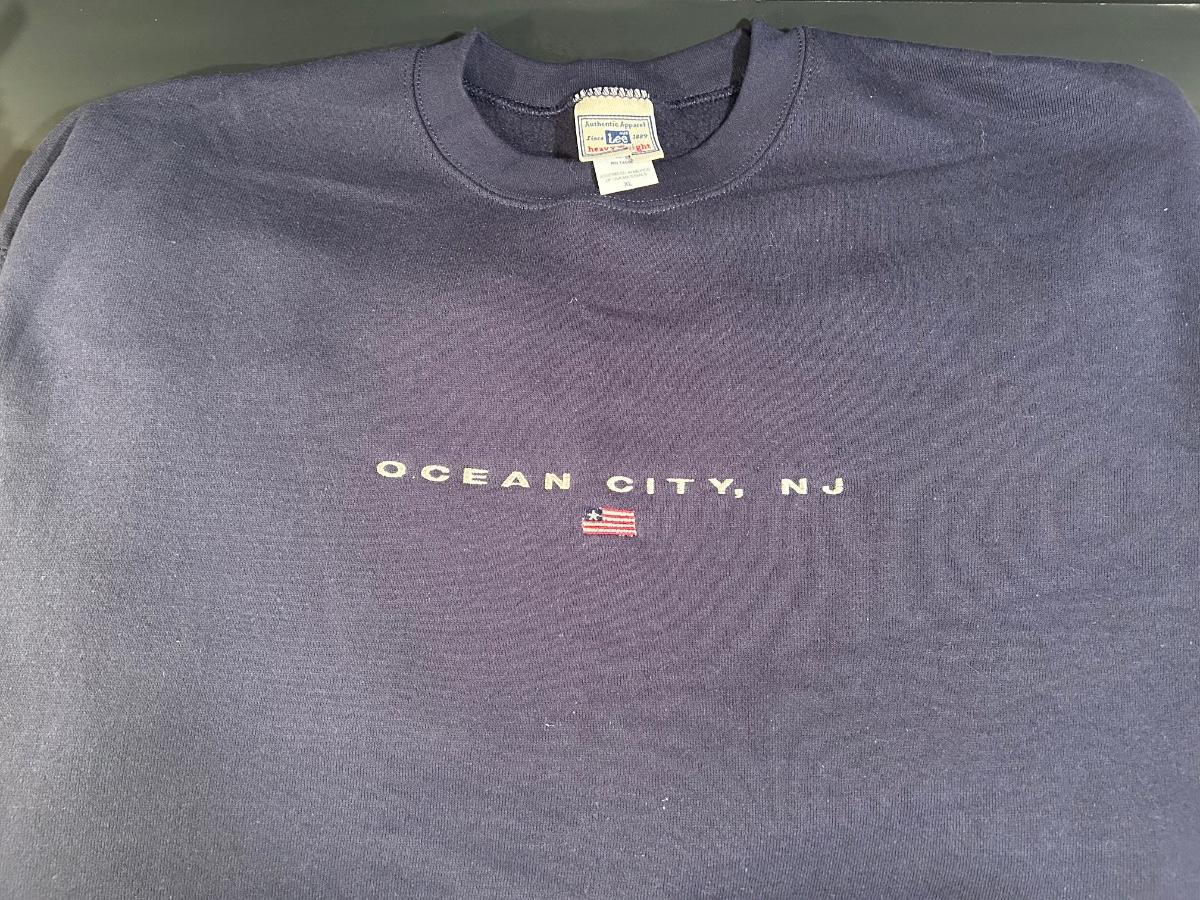 Authentic Apparel
Since Lee 1889
heavyweight
XL
OCEAN CITY, NJ